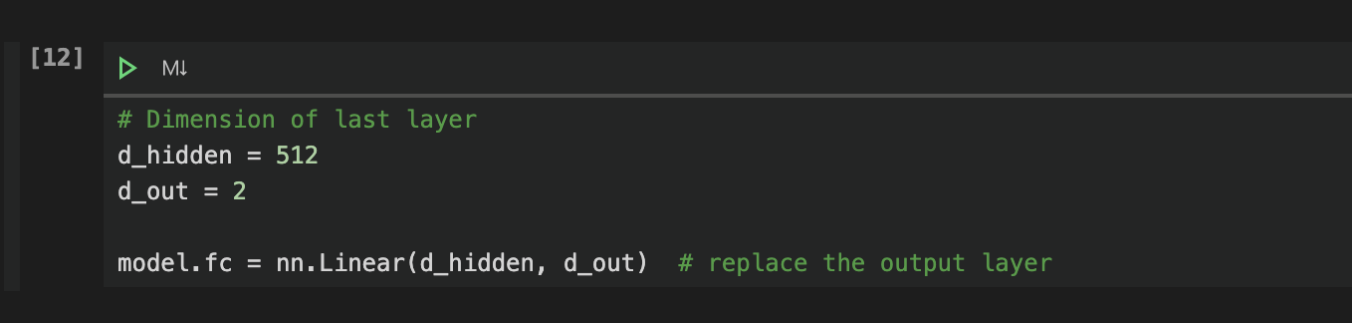 [12]
M↓
# Dimension of last layer
d_hidden = 512
d_out = 2
model.fc = nn.Linear(d_hidden, d_out)  # replace the output layer